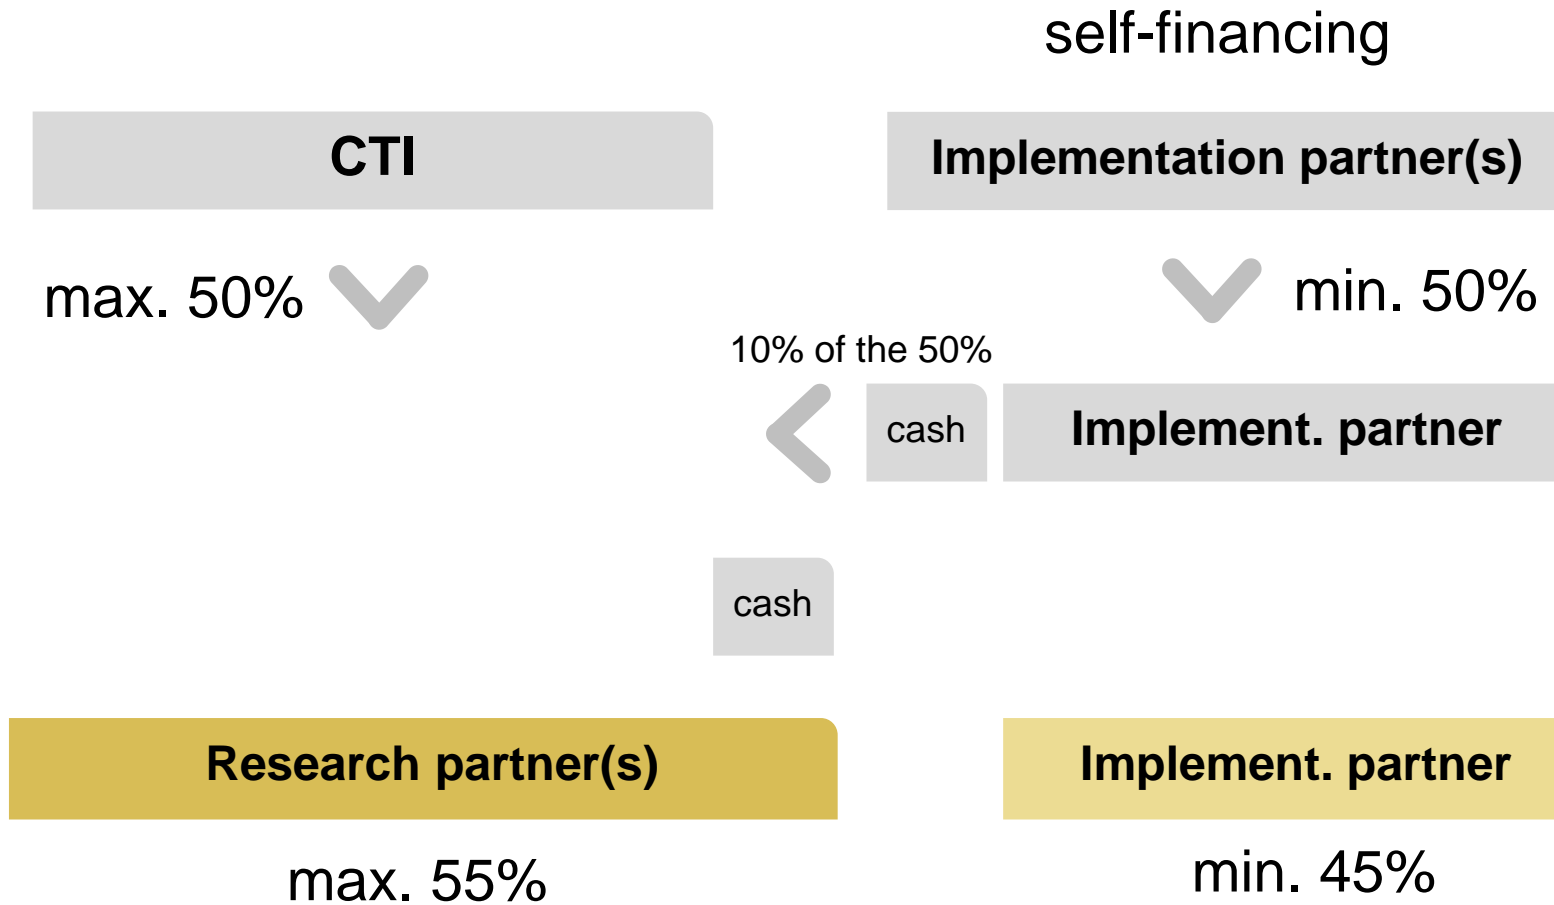 self-financing
CTI
Implementation partner(s)
max. 50%
min. 50%
10% of the 50%
cash
Implement. partner
cash
Research partner(s)
Implement. partner
max. 55%
min. 45%